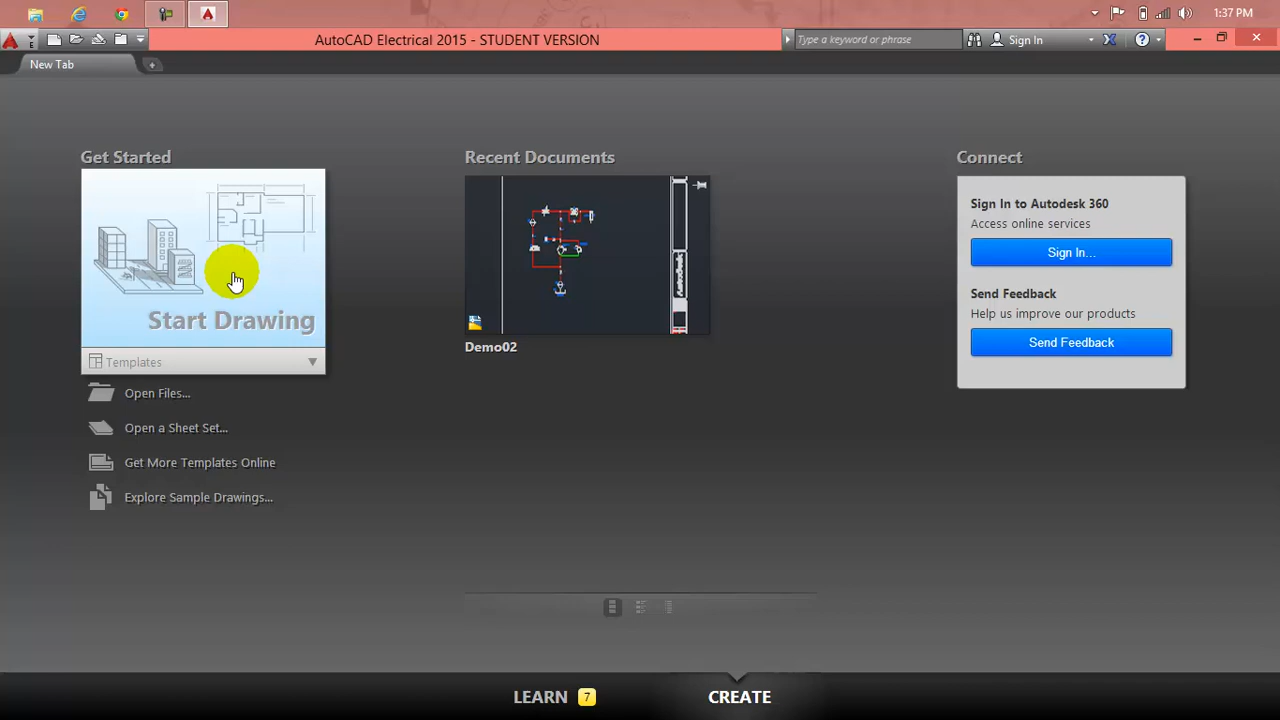 1:37 PM
AutoCAD Electrical 2015 - STUDENT VERSION
Type a keyword or phrase
Sign In
New Tab
Get Started
Recent Documents
Connect
Start Drawing
Templates
Open Files...
Open a Sheet Set...
Get More Templates Online
Explore Sample Drawings...
Autodesk
Demo02
Sign In to Autodesk 360
Access online services
Sign In...
Send Feedback
Help us improve our products
Send Feedback
LEARN 7
CREATE